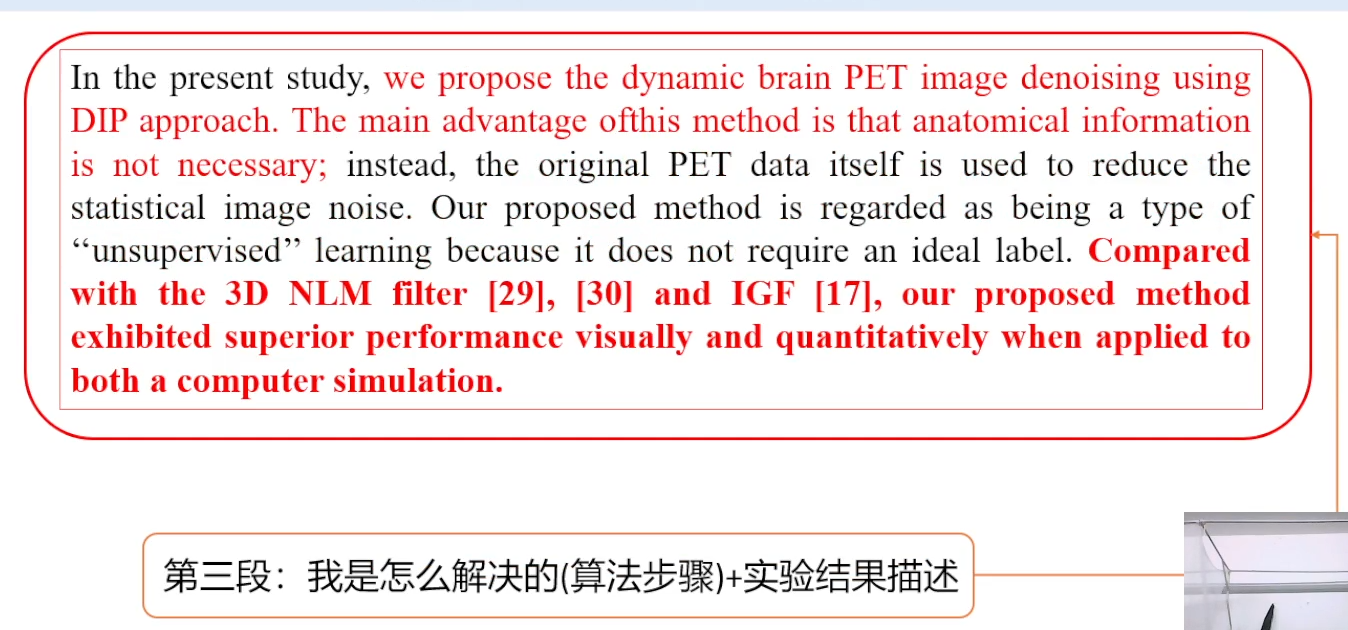 In the present study, we propose the dynamic brain PET image denoising using
DIP approach. The main advantage ofthis method is that anatomical information
is not necessary; instead, the original PET data itself is used to reduce the
statistical image noise. Our proposed method is regarded as being a type of
‘‘unsupervised’’ learning because it does not require an ideal label. Compared
with the 3D NLM filter [29], [30] and IGF [17], our proposed method
exhibited superior performance visually and quantitatively when applied to
both a computer simulation.
第三段：我是怎么解决的(算法步骤)+实验结果描述